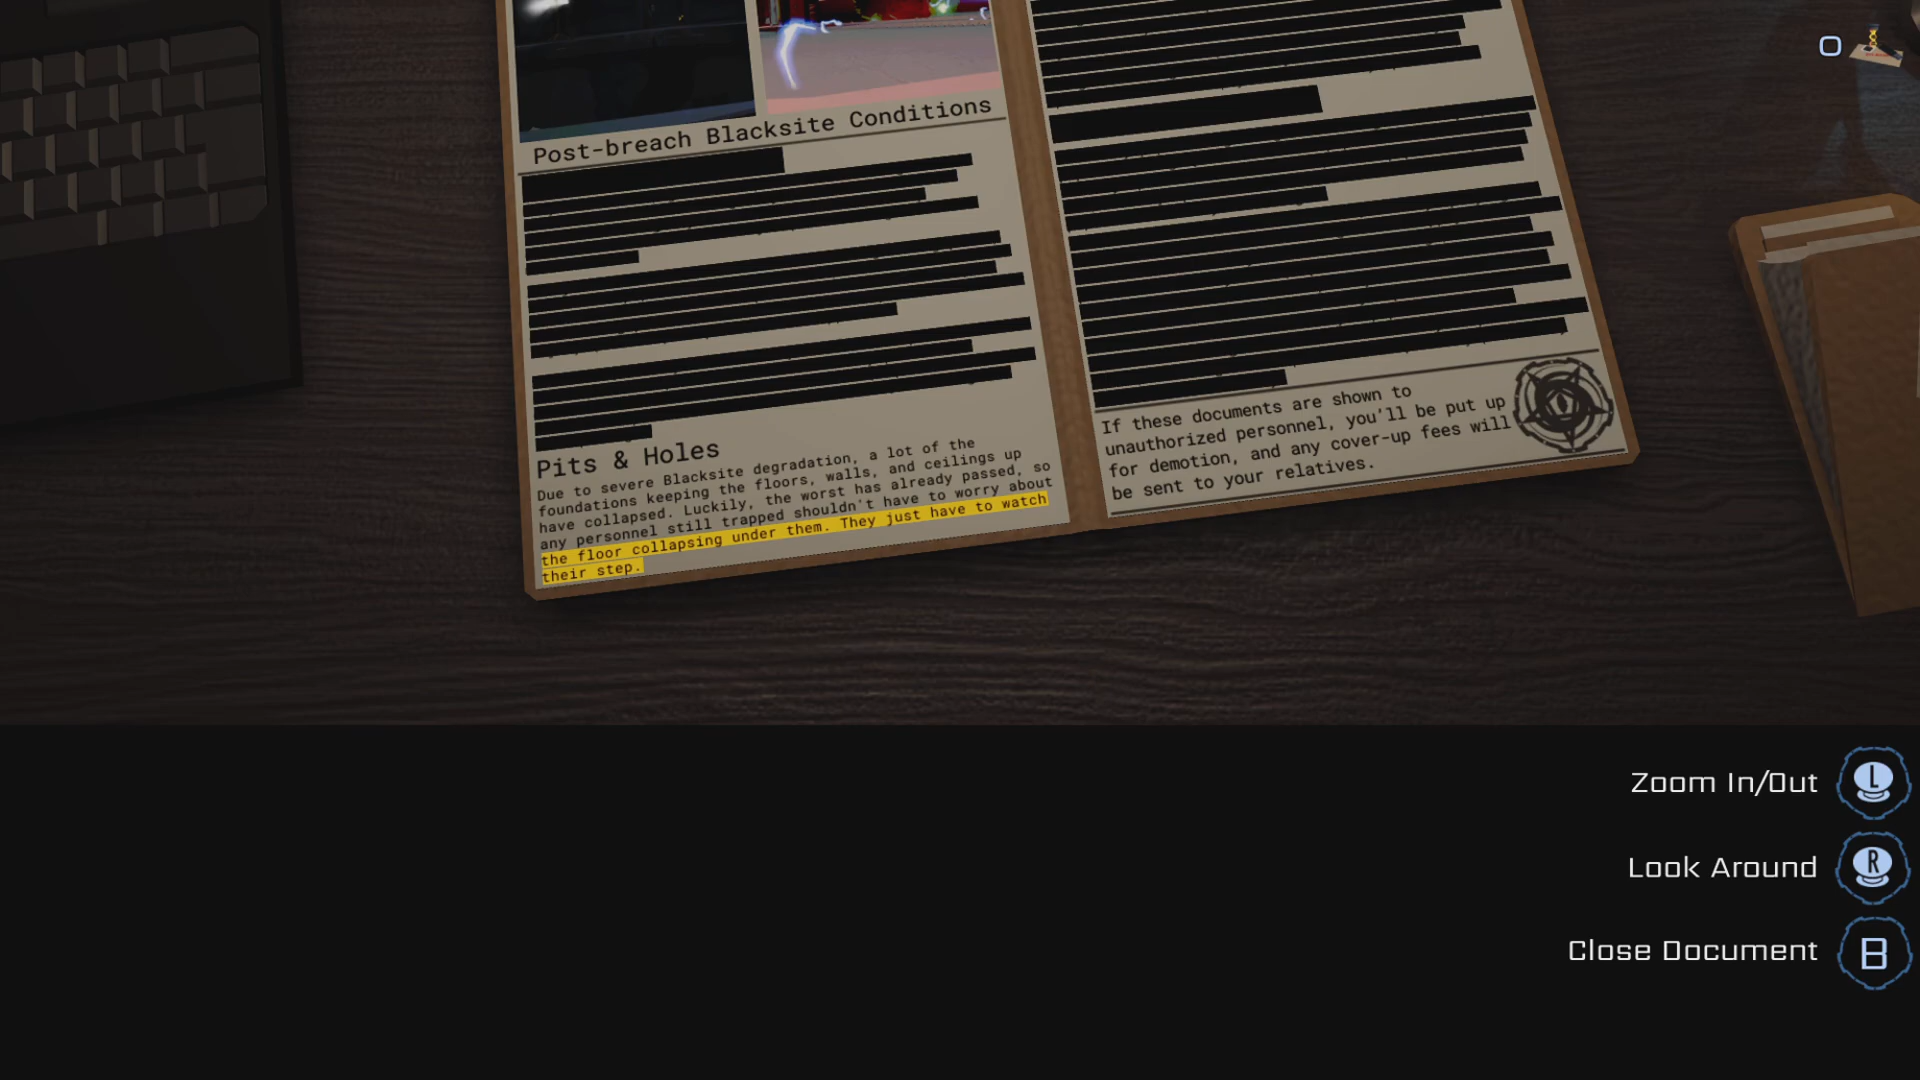 Post-breach Blacksite Conditions
Pits & Holes
Due to severe Blacksite degradation, a lot of the
foundations keeping the floors, walls, and ceilings up
have collapsed. Luckily, the worst has already passed, so
any personnel still trapped shouldn't have to worry about
the floor collapsing under them. They just have to watch
their step.
If these documents are shown to
unauthorized personnel, you'll be put up
for demotion, and any cover-up fees will
be sent to your relatives.
0
Zoom In/Out
L
Look Around
R
Close Document
B